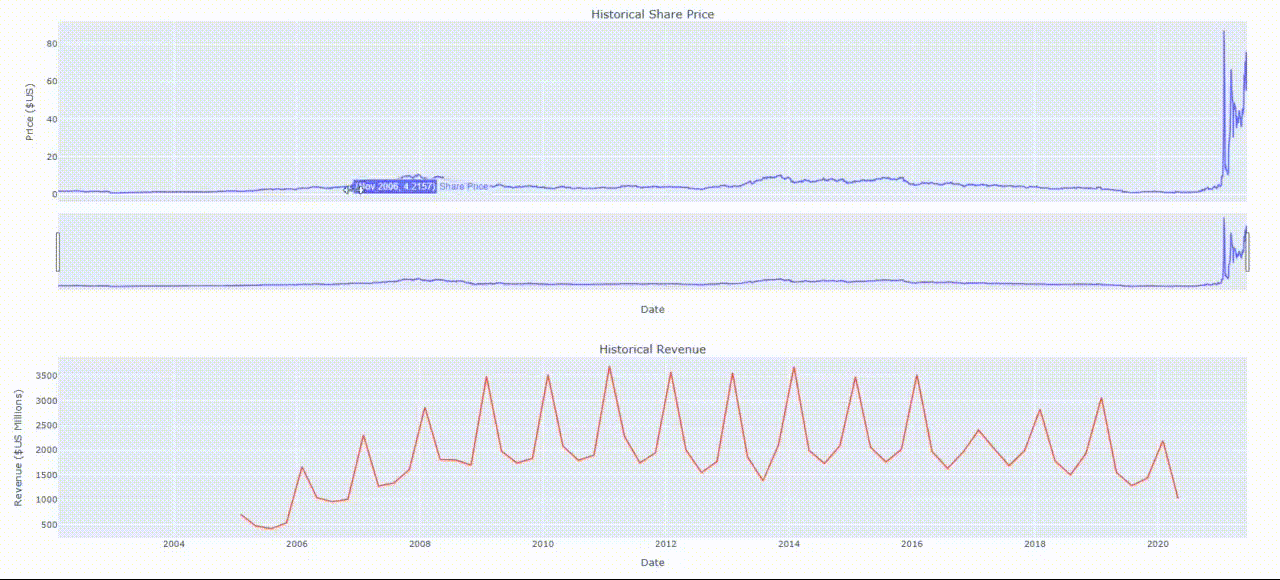 Historical Share Price
80
60
40
20
0
Price ($US)
(Nov 2006, 4.2157) Share Price
Date
Historical Revenue
3500
3000
2500
2000
1500
1000
500
Revenue ($US Millions)
2004 2006 2008 2010 2012 2014 2016 2018 2020
Date